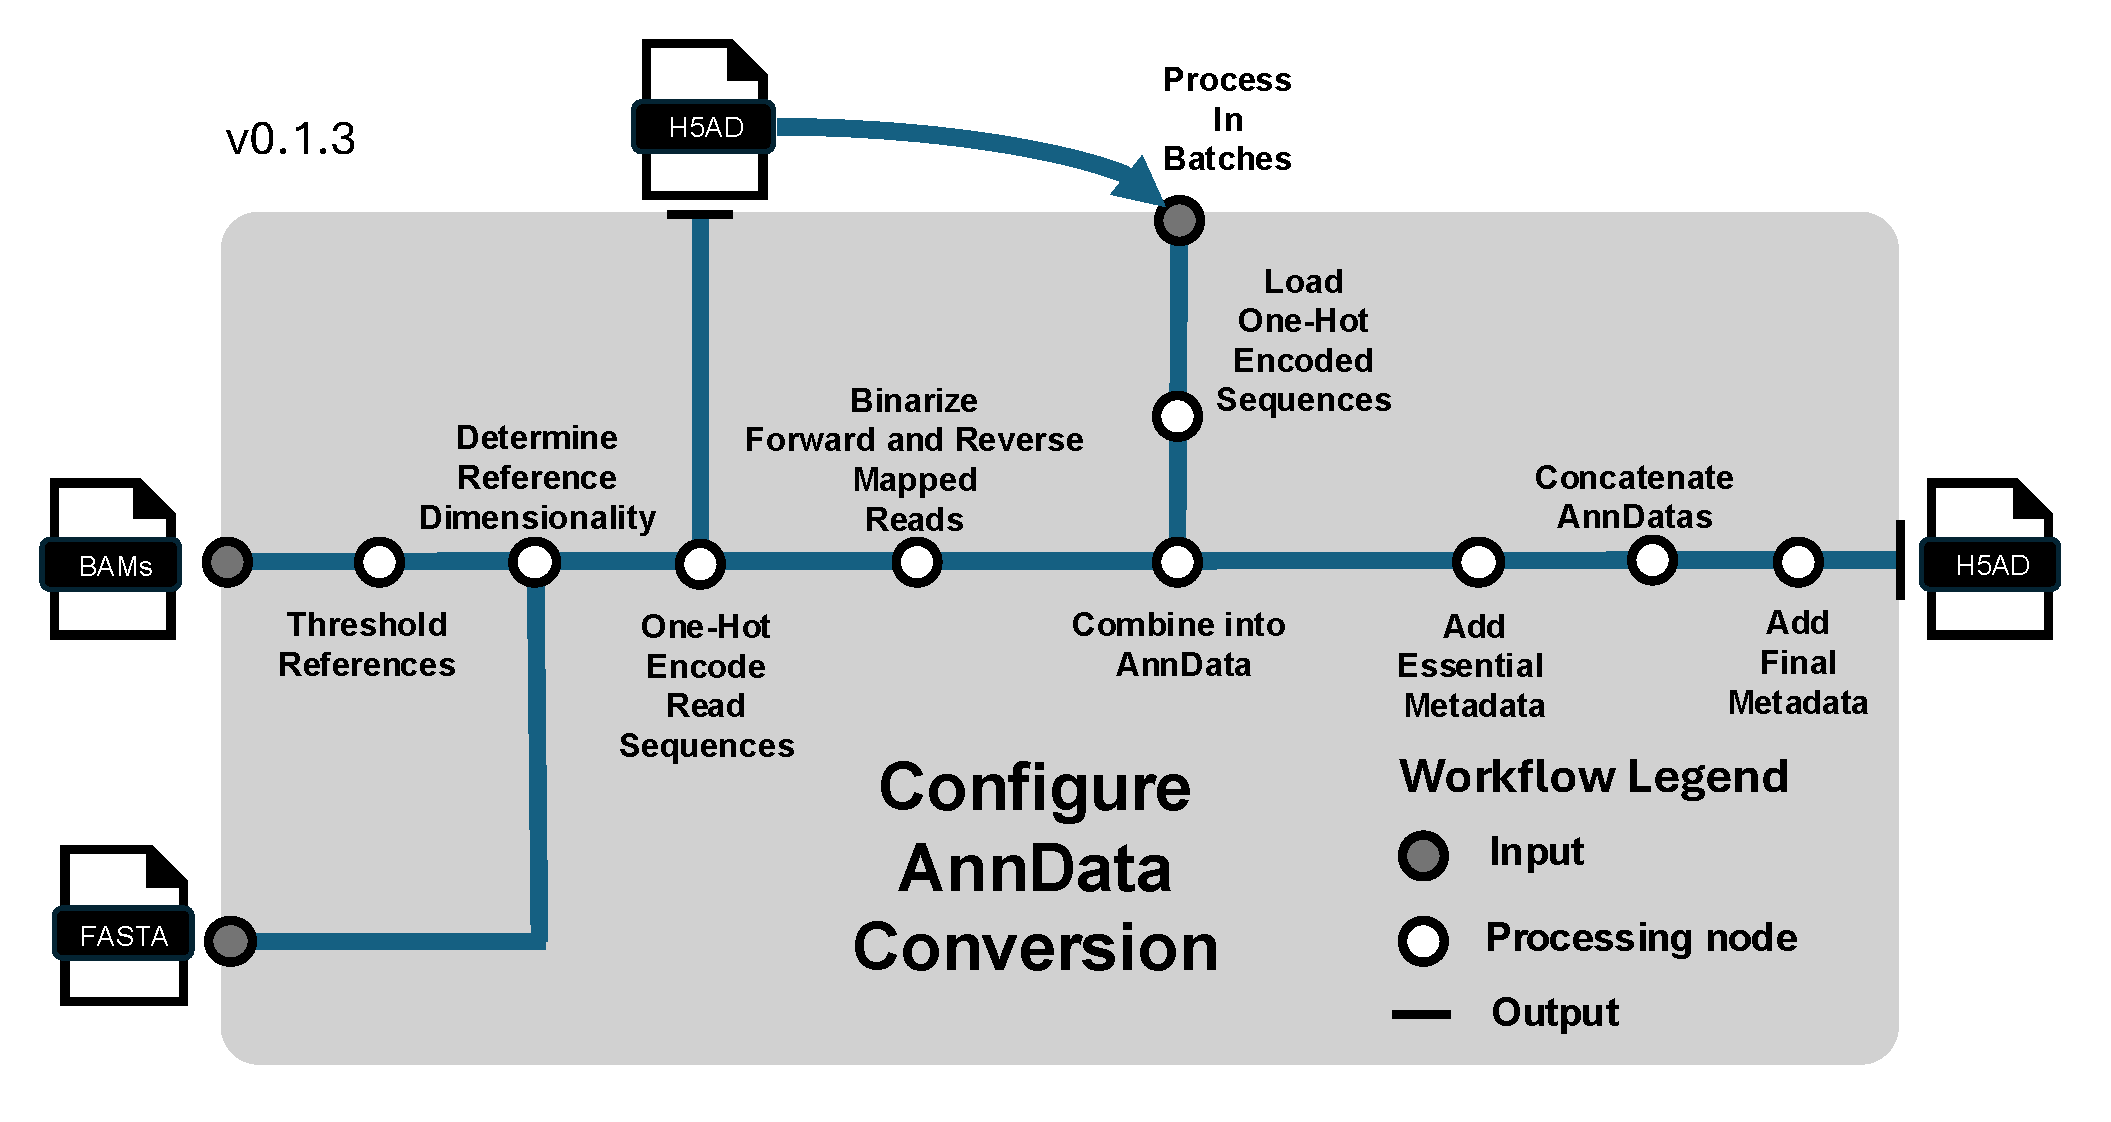 v0.1.3
H5AD
Process
In
Batches
Load
One-Hot
Encoded
Sequences
Binarize
Forward and Reverse
Mapped
Reads
Determine
Reference
Dimensionality
Concatenate
AnnDatas
BAMs
H5AD
Threshold
References
One-Hot
Encode
Read
Sequences
Combine into
AnnData
Add
Essential
Metadata
Add
Final
Metadata
FASTA
Configure
AnnData
Conversion
Workflow Legend
Input
Processing node
Output